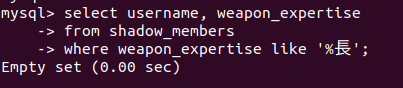 mysql> select username, weapon_expertise
    -> from shadow_members
    -> where weapon_expertise like '%長';
Empty set (0.00 sec)